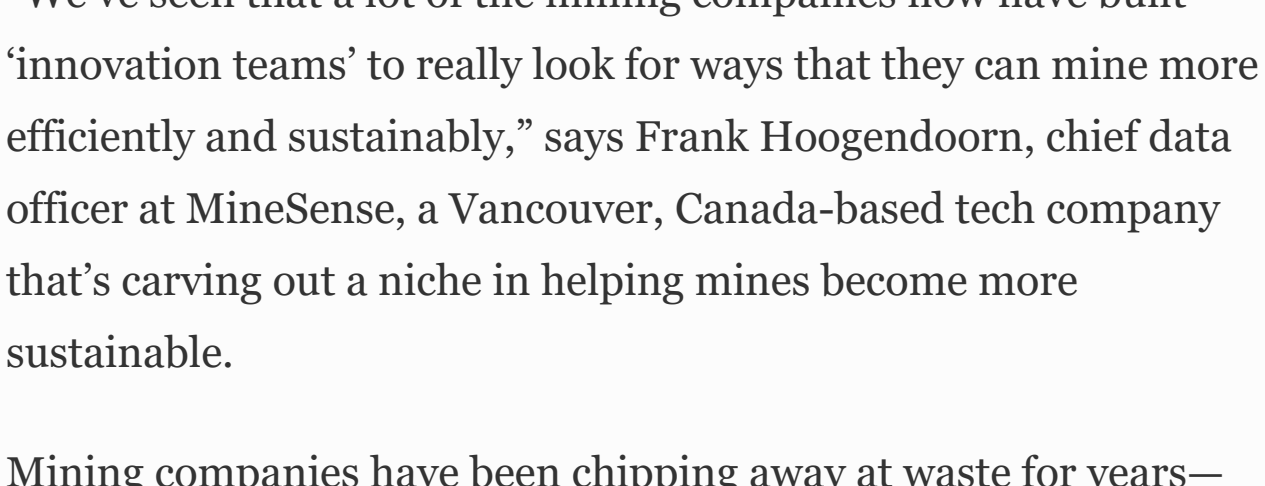 “We’ve seen that a lot of the mining companies now have built
‘innovation teams’ to really look for ways that they can mine more
efficiently and sustainably,” says Frank Hoogendoorn, chief data
officer at MineSense, a Vancouver, Canada-based tech company
that’s carving out a niche in helping mines become more
sustainable.
Mining companies have been chipping away at waste for years—